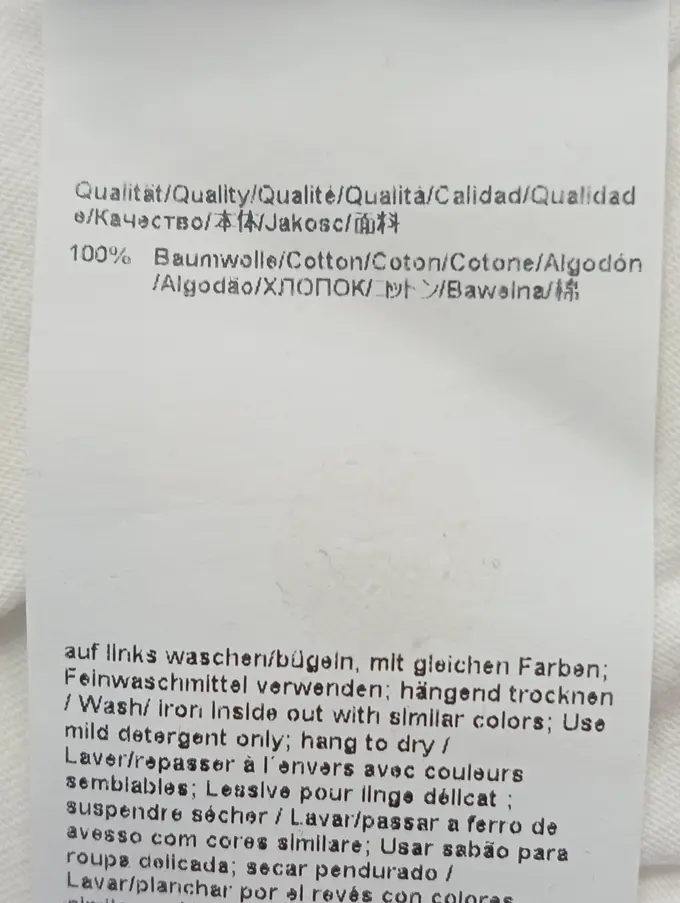 Qualität/Quality/Qualité/Qualità/Calidad/Qualidad
e/Качество/本体/Jakosc/面料
100% Baumwolle/Cotton/Coton/Cotone/Algodón
/Algodão/ХЛОПОК/コットン/Bawelna/棉
auf links waschen/bügeln, mit gleichen Farben;
Feinwaschmittel verwenden; hängend trocknen
/ Wash/ iron inside out with similar colors; Use
mild detergent only; hang to dry /
Laver/repasser à l'envers avec couleurs
semblables; Lessive pour linge délicat ;
suspendre sécher / Lavar/passar a ferro de
avesso com cores similare; Usar sabão para
roupa delicada; secar pendurado /
Lavar/planchar por el revés con colores